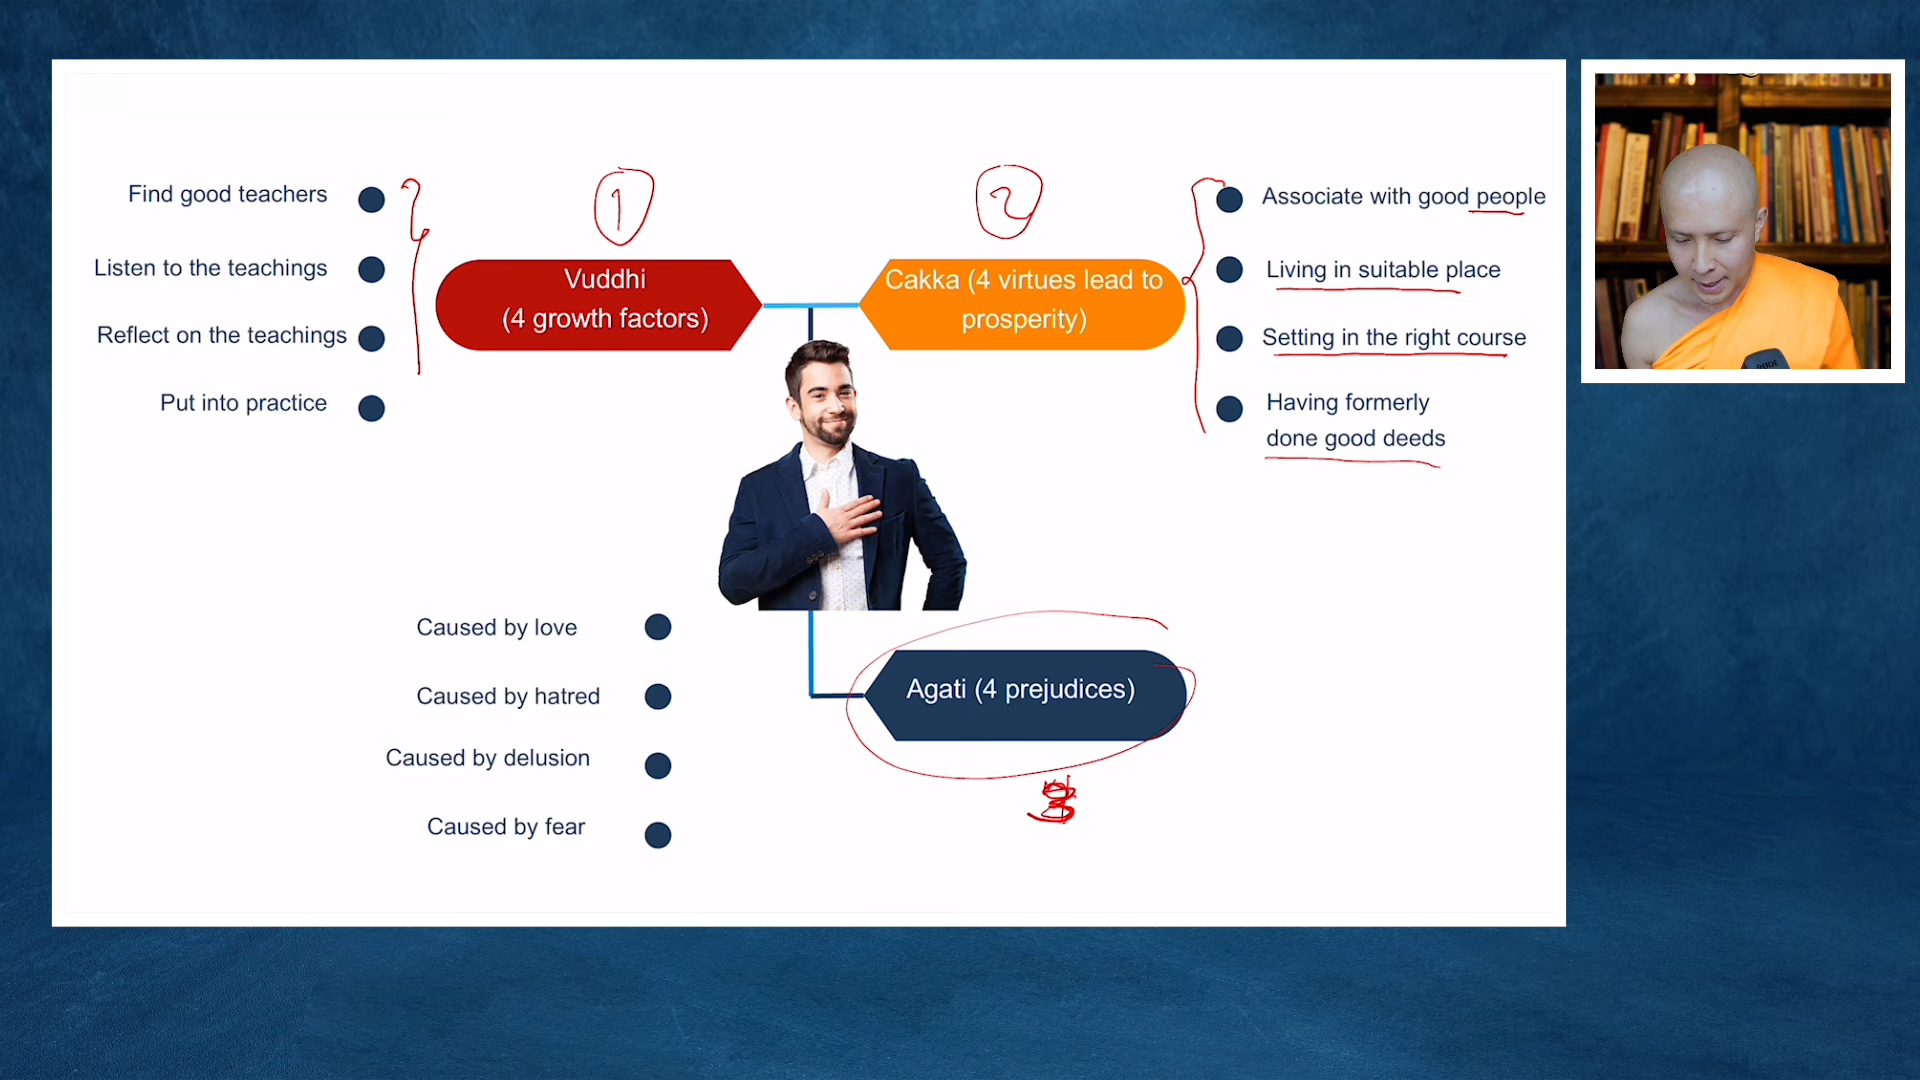 1
2
Find good teachers
Listen to the teachings
Reflect on the teachings
Put into practice
Vuddhi
(4 growth factors)
Cakka (4 virtues lead to
prosperity)
Associate with good people
Living in suitable place
Setting in the right course
Having formerly
done good deeds
Caused by love
Caused by hatred
Caused by delusion
Caused by fear
Agati (4 prejudices)
RØDE